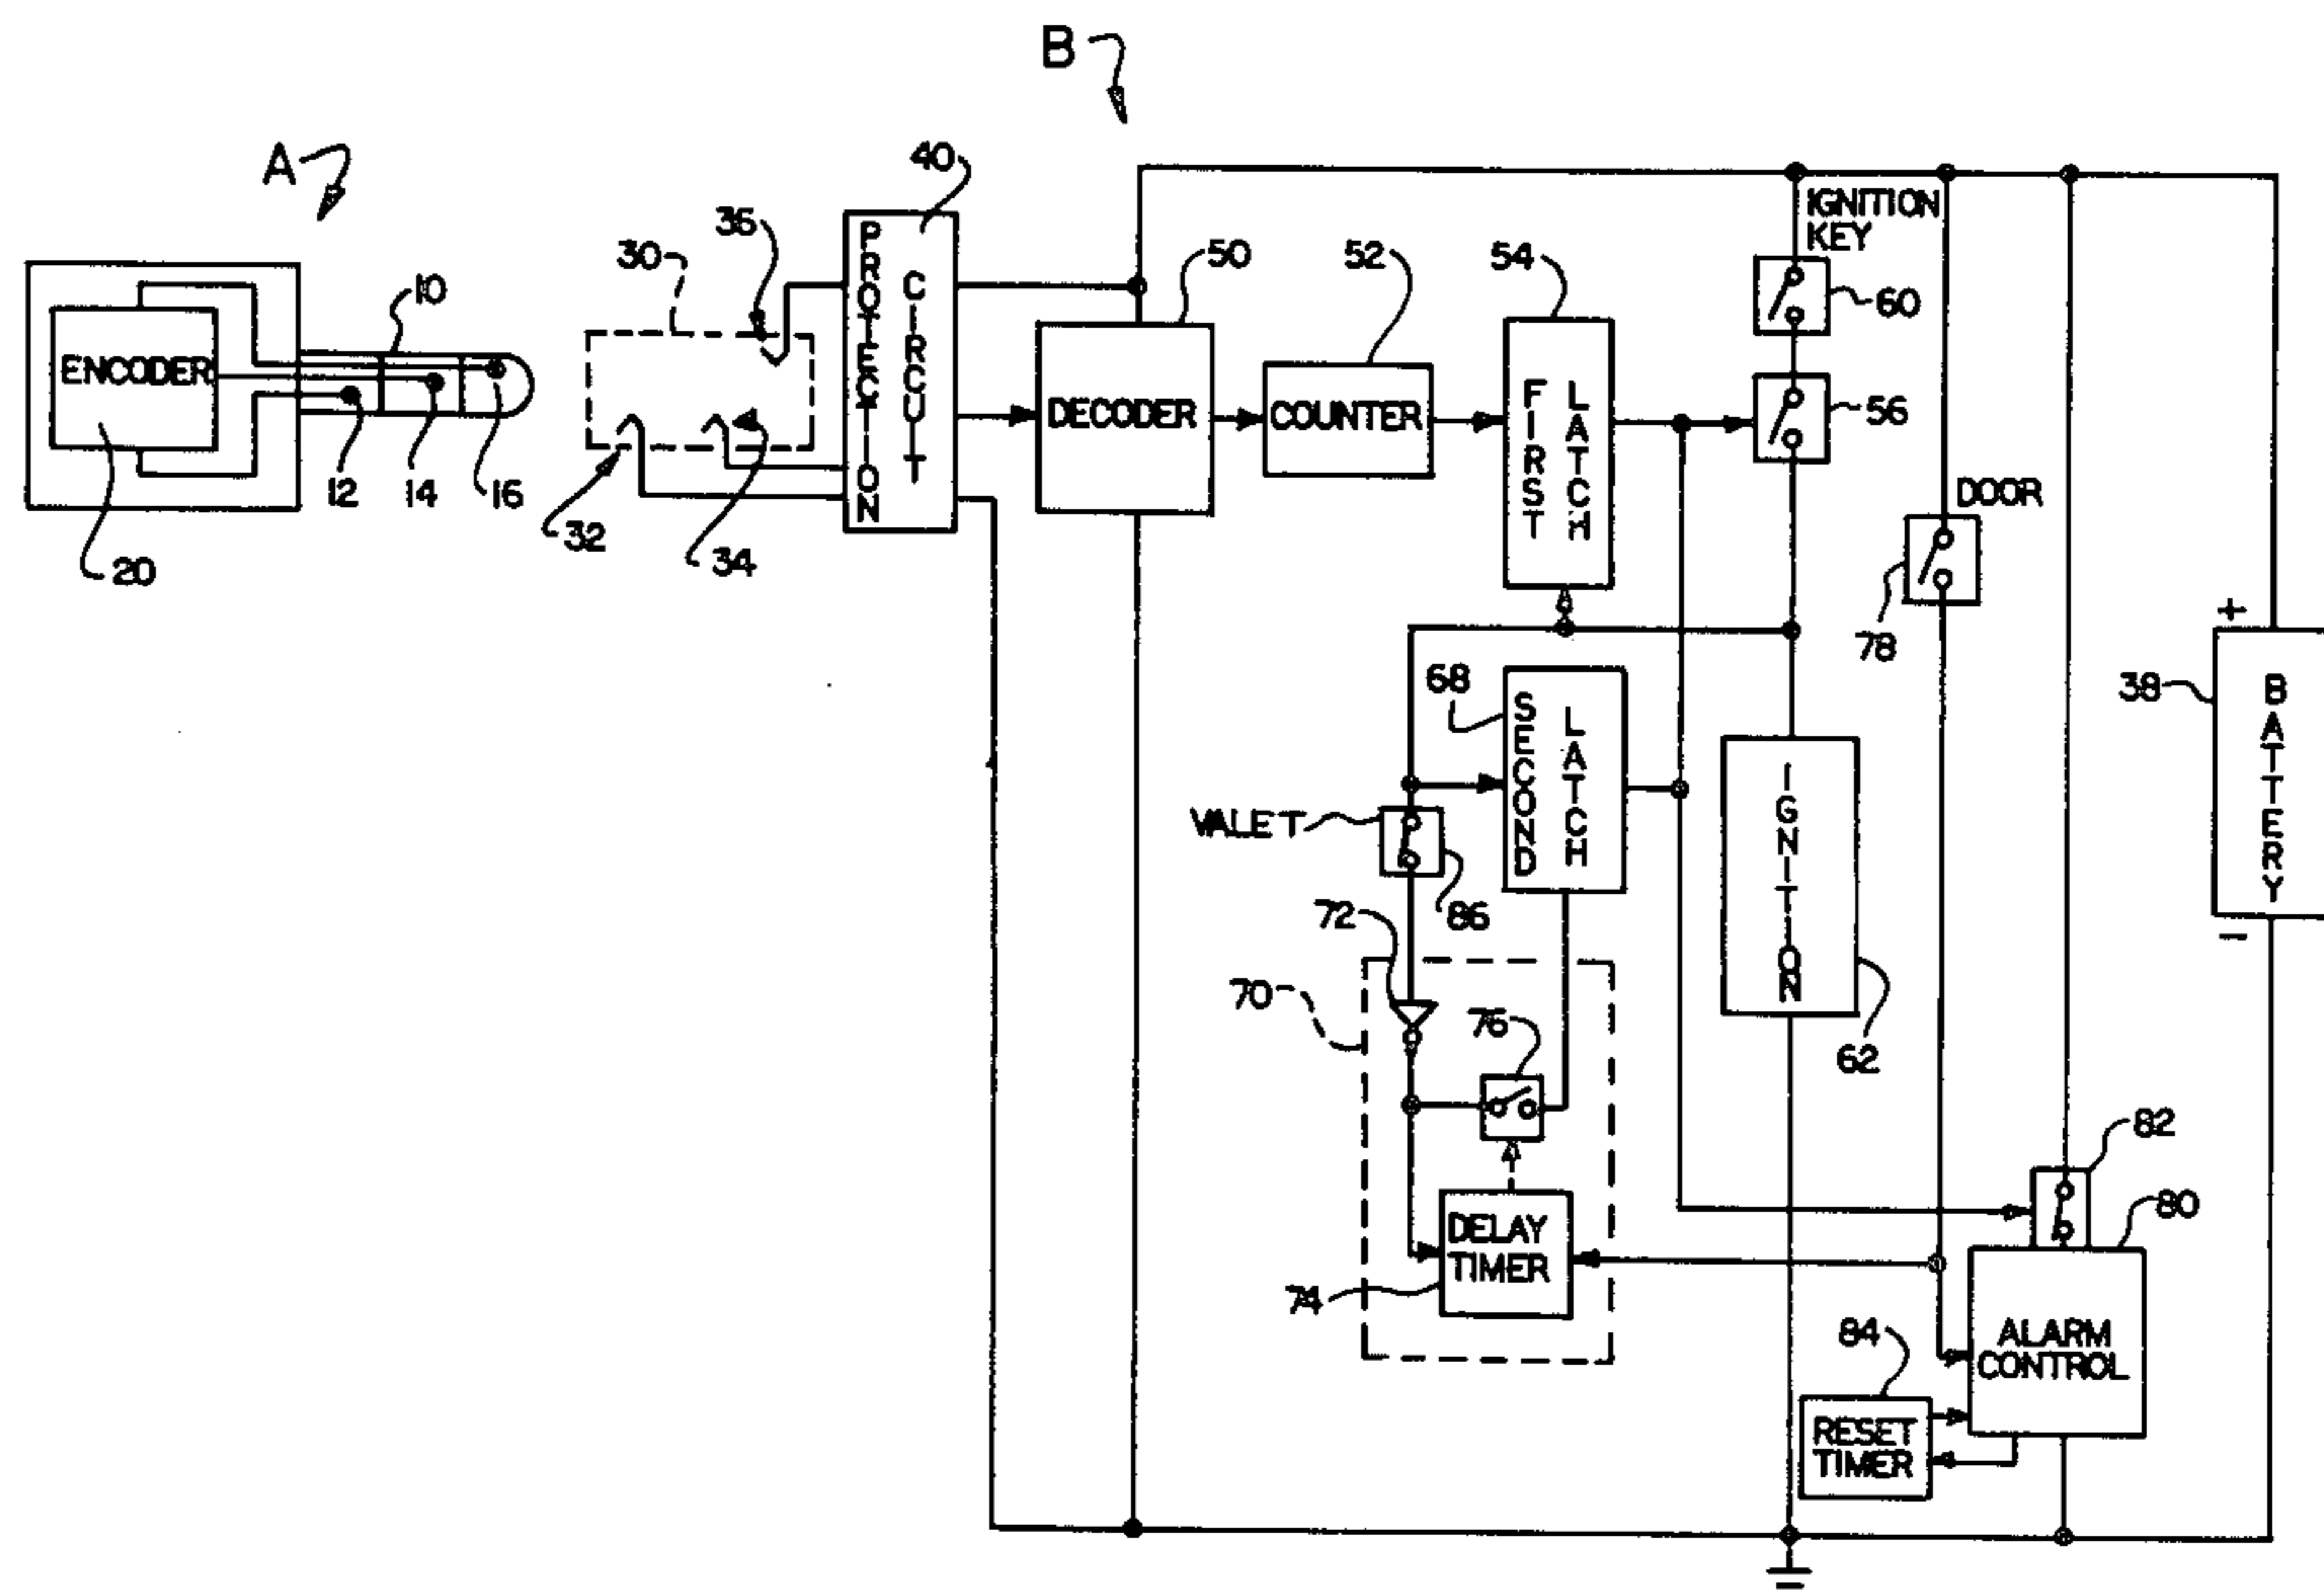 B
A
40
36
30
50
52
54
IGNITION
KEY
60
10
ENCODER
PROTECTION
CIRCUIT
DECODER
COUNTER
FIRST
LATCH
56
12
14
16
32
34
20
DOOR
78
+
38
BATTERY
-
68
SECOND
LATCH
VALET
86
IGNITION
62
72
70
76
82
80
DELAY
TIMER
74
84
ALARM
CONTROL
RESET
TIMER